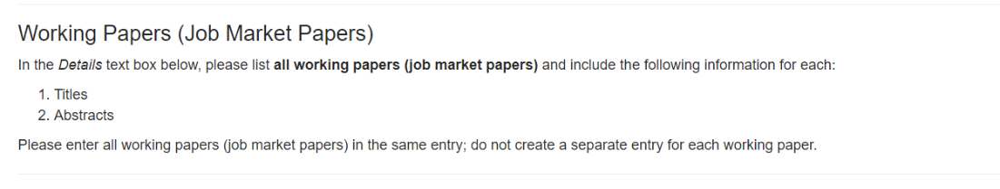 Working Papers (Job Market Papers)
In the Details text box below, please list all working papers (job market papers) and include the following information for each:
1. Titles
2. Abstracts
Please enter all working papers (job market papers) in the same entry; do not create a separate entry for each working paper.